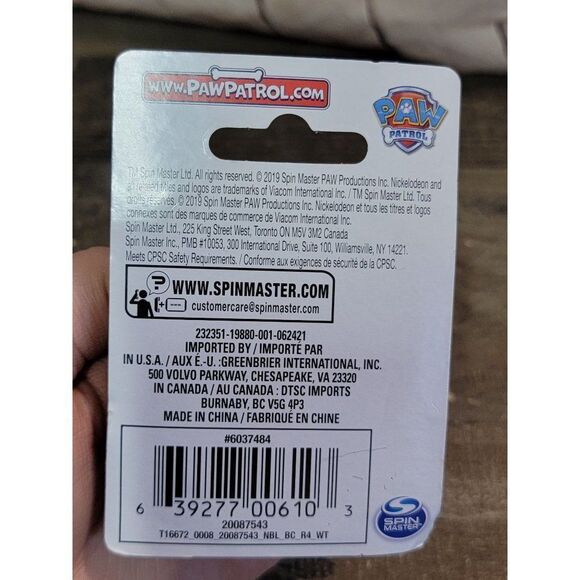 www.PawPatrol.com
PAW
PATROL
TM Spin Master Ltd. All rights reserved. © 2019 Spin Master PAW Productions Inc. Nickelodeon and
all related titles and logos are trademarks of Viacom International Inc. / TM Spin Master Ltd. Tous
droits réservés. © 2019 Spin Master PAW Productions Inc. Nickelodeon et tous les titres et logos
connexes sont des marques de commerce de Viacom International Inc.
Spin Master Ltd., 225 King Street West, Toronto ON M5V 3M2 Canada
Spin Master Inc., PMB #10053, 300 International Drive, Suite 100, Williamsville, NY 14221.
Meets CPSC Safety Requirements. / Conforme aux exigences de sécurité de la CPSC.
?
WWW.SPINMASTER.COM
customercare@spinmaster.com
232351-19880-001-062421
IMPORTED BY / IMPORTÉ PAR
IN U.S.A. / AUX É.-U. :GREENBRIER INTERNATIONAL, INC.
500 VOLVO PARKWAY, CHESAPEAKE, VA 23320
IN CANADA / AU CANADA : DTSC IMPORTS
BURNABY, BC V5G 4P3
MADE IN CHINA / FABRIQUÉ EN CHINE
#6037484
6 39277 00610 3
20087543
T16672_0008_20087543_NBL_BC_R4_WT
SPIN
MASTER